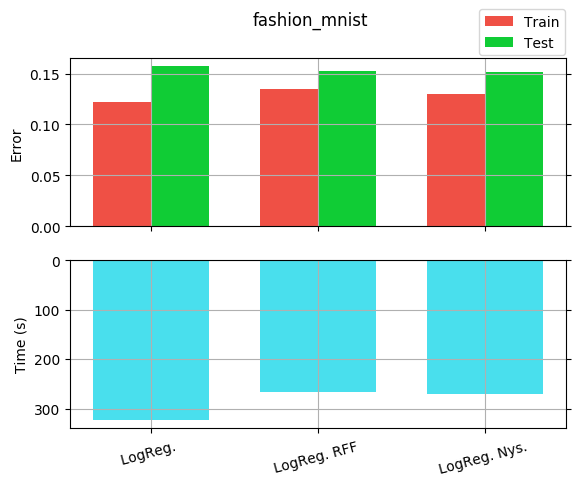 fashion_mnist
Train
Test
Error
0.15
0.10
0.05
0.00
Time (s)
0
100
200
300
LogReg.
LogReg. RFF
LogReg. Nys.